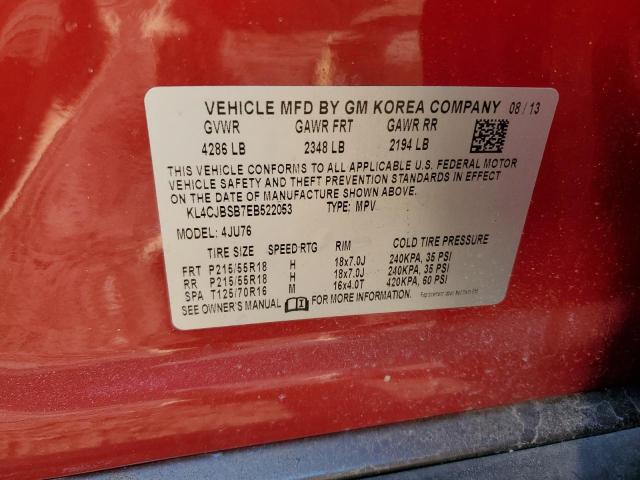 VEHICLE MFD BY GM KOREA COMPANY 08 / 13
GVWR GAWR FRT GAWR RR
4286 LB 2348 LB 2194 LB
THIS VEHICLE CONFORMS TO ALL APPLICABLE U.S. FEDERAL MOTOR
VEHICLE SAFETY AND THEFT PREVENTION STANDARDS IN EFFECT
ON THE DATE OF MANUFACTURE SHOWN ABOVE.
KL4CJBSB7EB522053 TYPE: MPV
MODEL: 4JU76
TIRE SIZE SPEED RTG RIM COLD TIRE PRESSURE
FRT P215/55R18 H 18x7.0J 240KPA, 35 PSI
RR P215/55R18 H 18x7.0J 240KPA, 35 PSI
SPA T125/70R16 M 16x4.0T 420KPA, 60 PSI
SEE OWNER'S MANUAL FOR MORE INFORMATION.